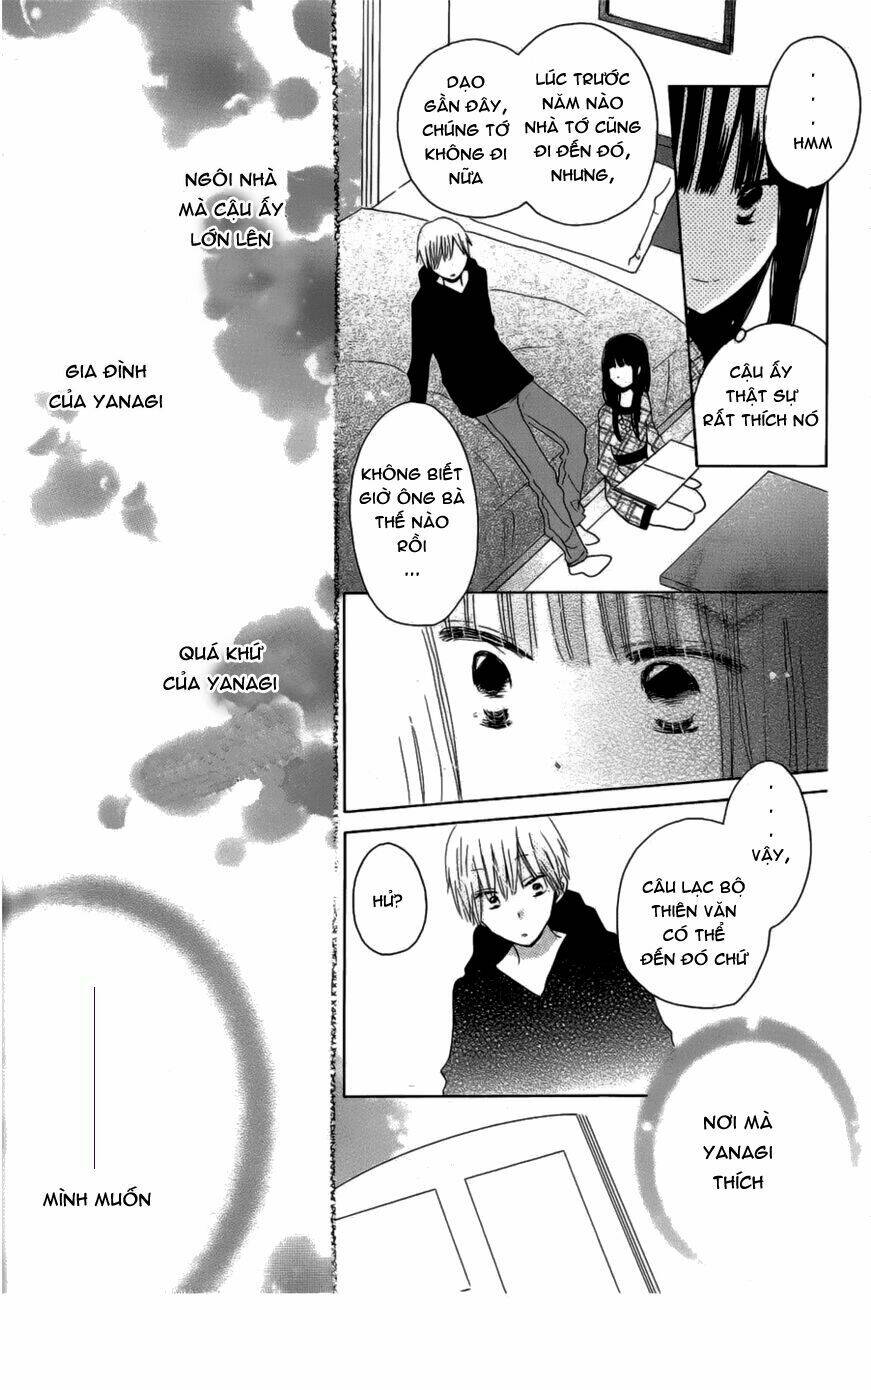 .
.
.
HMM
LÚC TRƯỚC
NĂM NÀO
NHÀ TỚ CŨNG
ĐI ĐẾN ĐÓ,
NHƯNG,
DẠO
GẦN ĐÂY,
CHÚNG TỚ
KHÔNG ĐI
NỮA
CẬU ẤY
THẬT SỰ
RẤT THÍCH NÓ
KHÔNG BIẾT
GIỜ ÔNG BÀ
THẾ NÀO
RỒI
...
.
.
.
VẬY,
CÂU LẠC BỘ
THIÊN VĂN
CÓ THỂ
ĐẾN ĐÓ CHỨ
HỬ?
NƠI MÀ
YANAGI
THÍCH
NGÔI NHÀ
MÀ CẬU ẤY
LỚN LÊN
GIA ĐÌNH
CỦA YANAGI
QUÁ KHỨ
CỦA YANAGI
MÌNH MUỐN